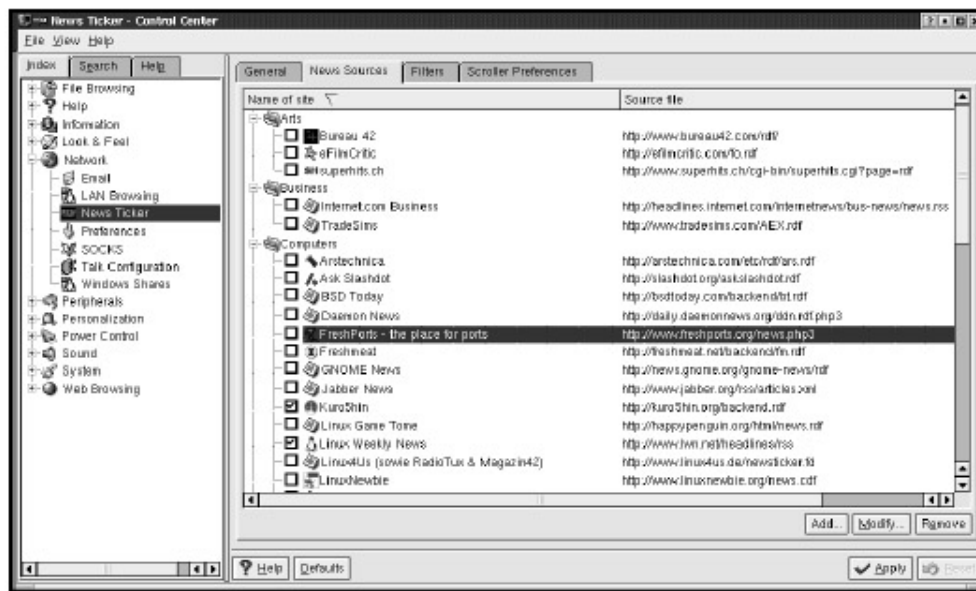 News Ticker - Control Center
File View Help
Index Search Help
File Browsing
Help
Information
Look & Feel
Network
Email
LAN Browsing
News Ticker
Preferences
SOCKS
Talk Configuration
Windows Shares
Peripherals
Personalization
Power Control
Sound
System
Web Browsing
General News Sources Filters Scroller Preferences
Name of site Source file
Arts
Bureau 42 http://www.bureau42.com/rdf/
eFilmCritic http://efilmcritic.com/fo.rdf
superhits.ch http://www.superhits.ch/cgi-bin/superhits.cgi?page=rdf
Business
Internet.com Business http://headlines.internet.com/internetnews/bus-news/news.rss
TradeSims http://www.tradesims.com/AEX.rdf
Computers
Arstechnica http://arstechnica.com/etc/rdf/ars.rdf
Ask Slashdot http://slashdot.org/askslashdot.rdf
BSD Today http://bsdtoday.com/backend/bt.rdf
Daemon News http://daily.daemonnews.org/ddn.rdf.php3
FreshPorts - the place for ports http://www.freshports.org/news.php3
Freshmeat http://freshmeat.net/backend/fm.rdf
GNOME News http://news.gnome.org/gnome-news/rdf
Jabber News http://www.jabber.org/rss/articles.xml
Kuro5hin http://kuro5hin.org/backend.rdf
Linux Game Tome http://happypenguin.org/html/news.rdf
Linux Weekly News http://www.lwn.net/headlines/rss
Linux4Us (sowie RadioTux & Magazin42) http://www.linux4us.de/newsticker.fd
LinuxNewbie http://www.linuxnewbie.org/news.cdf
Add... Modify... Remove
Help Defaults Apply Reset